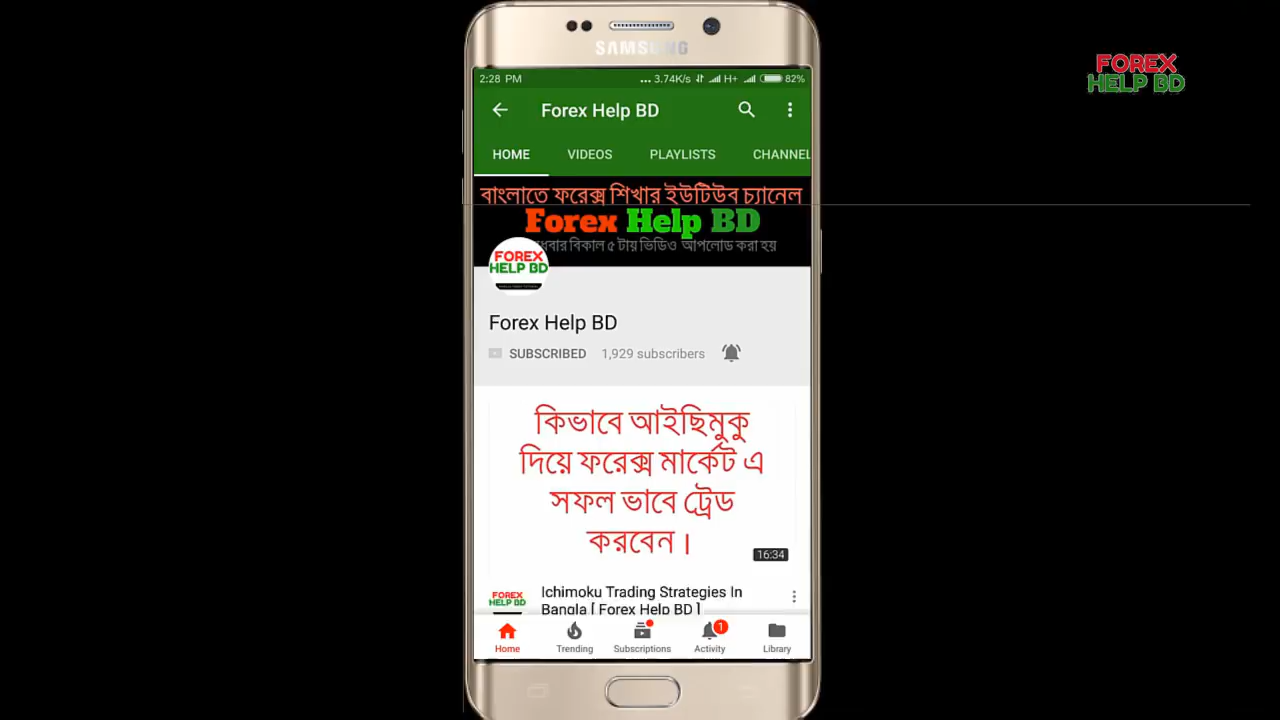 SAMSUNG
FOREX
HELP BD
2:28 PM ... 3.74K/s H+ 82%
Forex Help BD
HOME VIDEOS PLAYLISTS CHANNEL
বাংলাতে ফরেক্স শিখার ইউটিউব চ্যানেল
Forex Help BD
বিকাল ৫ টায় ভিডিও আপলোড করা হয়
FOREX
HELP BD
Forex Help BD
SUBSCRIBED 1,929 subscribers
কিভাবে আইছিমুকু
দিয়ে ফরেক্স মার্কেট এ
সফল ভাবে ট্রেড
করবেন।
16:34
FOREX
HELP BD
Ichimoku Trading Strategies In
Bangla [ Forex Help BD ]
1
Home Trending Subscriptions Activity Library